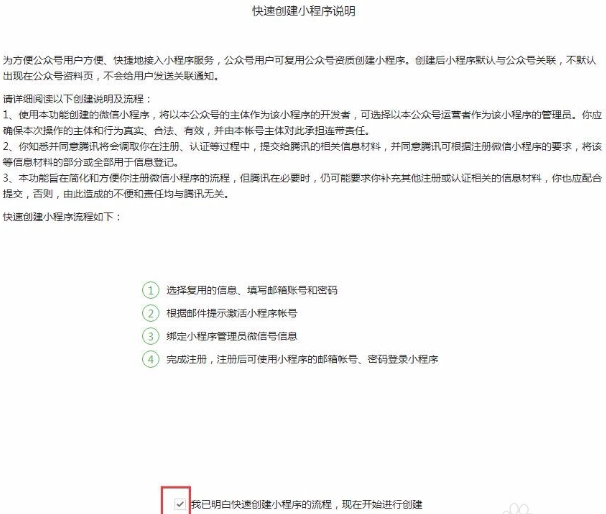 快速创建小程序说明
为方便公众号用户方便、快捷地接入小程序服务，公众号用户可复用公众号资质创建小程序。创建后小程序默认与公众号关联，不默认
出现在公众号资料页，不会给用户发送关联通知。
请详细阅读以下创建说明及流程：
1、使用本功能创建的微信小程序，将以本公众号的主体作为该小程序的开发者，可选择以本公众号运营者作为该小程序的管理员。你应
确保本次操作的主体和行为真实、合法、有效，并由本帐号主体对此承担连带责任。
2、你知悉并同意腾讯将会调取你在注册、认证等过程中，提交给腾讯的相关信息材料，并同意腾讯可根据注册微信小程序的要求，将该
等信息材料的部分或全部用于信息登记。
3、本功能旨在简化和方便你注册微信小程序的流程，但腾讯在必要时，仍可能要求你补充其他注册或认证相关的信息材料，你也应配合
提交，否则，由此造成的不便和责任均与腾讯无关。
快速创建小程序流程如下：
1 选择复用的信息、填写邮箱账号和密码
2 根据邮件提示激活小程序帐号
3 绑定小程序管理员微信号信息
4 完成注册，注册后可使用小程序的邮箱帐号、密码登录小程序
我已明白快速创建小程序的流程，现在开始进行创建